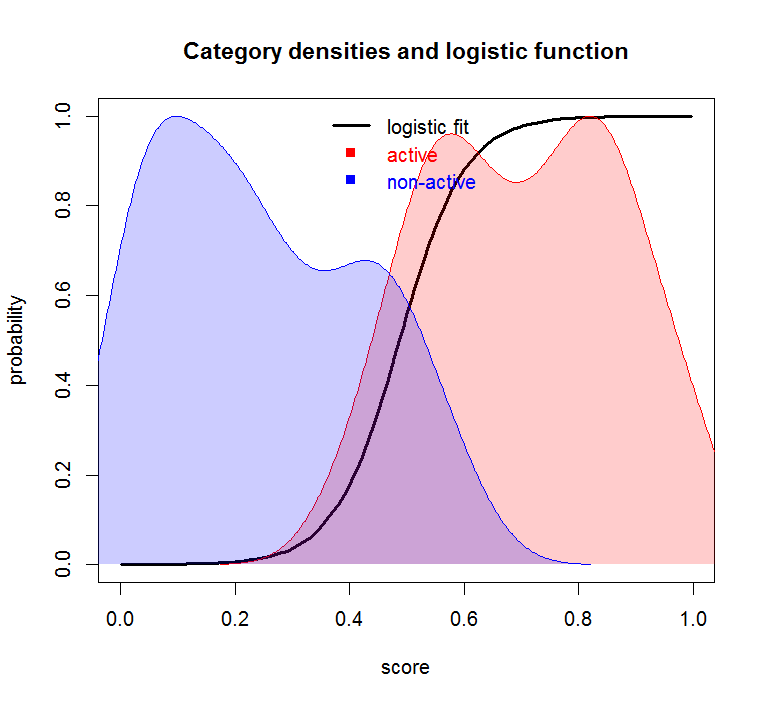 Category densities and logistic function
logistic fit
active
non-active
probability
0.0 0.2 0.4 0.6 0.8 1.0
0.0 0.2 0.4 0.6 0.8 1.0
score